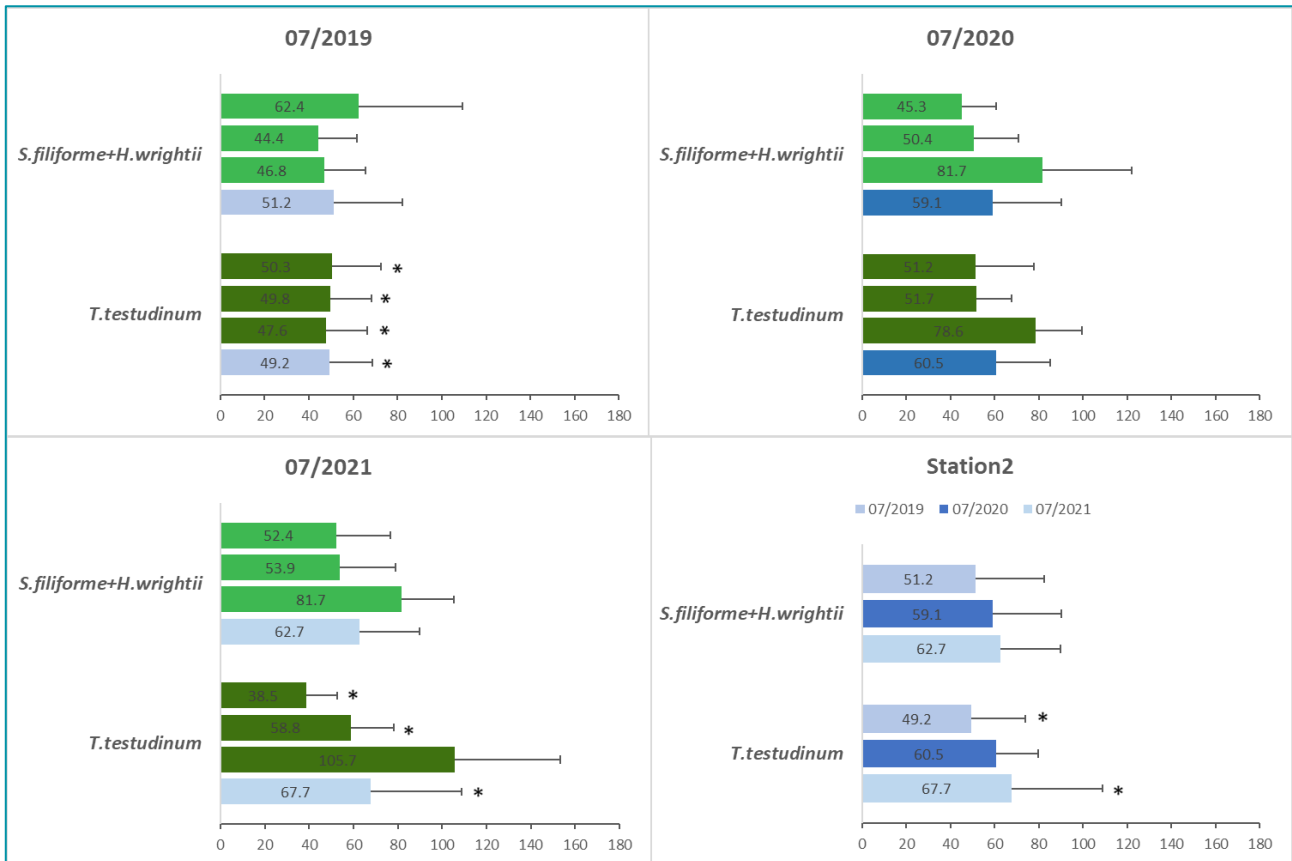 07/2019
62.4
44.4
S.filiforme+H.wrightii
46.8
51.2
50.3 *
49.8 *
T.testudinum
47.6 *
49.2 *
0 20 40 60 80 100 120 140 160 180
07/2020
45.3
50.4
S.filiforme+H.wrightii
81.7
59.1
51.2
51.7
T.testudinum
78.6
60.5
0 20 40 60 80 100 120 140 160 180
07/2021
52.4
53.9
S.filiforme+H.wrightii
81.7
62.7
38.5 *
58.8 *
T.testudinum
105.7
67.7 *
0 20 40 60 80 100 120 140 160 180
Station2
07/2019 07/2020 07/2021
51.2
S.filiforme+H.wrightii
59.1
62.7
49.2 *
T.testudinum
60.5
67.7 *
0 20 40 60 80 100 120 140 160 180